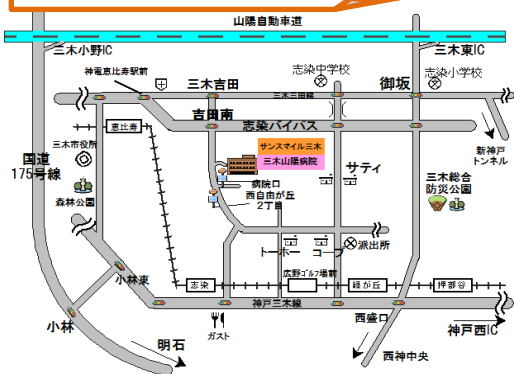 山陽自動車道
三木小野IC
三木東IC
神電恵比寿駅前
三木吉田
志染中学校
御坂
志染小学校
三木三田線
吉田南
志染バイパス
恵比寿
三木市役所
国道
175号線
森林公園
サンスマイル三木
三木山陽病院
病院口
西自由が丘
2丁目
サティ
新神戸
トンネル
三木総合
防災公園
トーホー
コープ
派出所
小林東
志染
広野ゴルフ場前
緑が丘
押部谷
神戸三木線
小林
ガスト
明石
西盛口
西神中央
神戸西IC